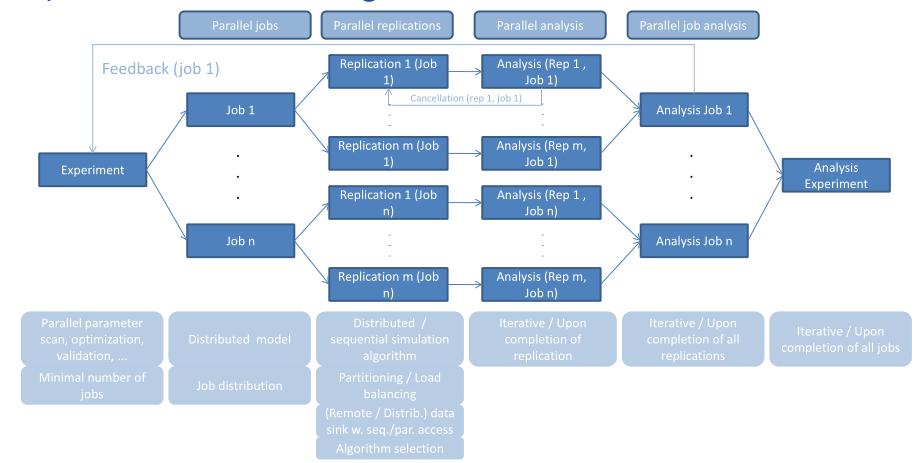 Parallel jobs
Parallel replications
Parallel analysis
Parallel job analysis
Feedback (job 1)
Replication 1 (Job
1)
Analysis (Rep 1 ,
Job 1)
Cancellation (rep 1, job 1)
Job 1
Analysis Job 1
Replication m (Job
1)
Analysis (Rep m,
Job 1)
Experiment
Analysis
Experiment
Replication 1 (Job
n)
Analysis (Rep 1 ,
Job n)
Job n
Analysis Job n
Replication m (Job
n)
Analysis (Rep m,
Job n)
Parallel parameter
scan, optimization,
validation, ...
Minimal number of
jobs
Distributed model
Job distribution
Distributed /
sequential simulation
algorithm
Partitioning / Load
balancing
(Remote / Distrib.) data
sink w. seq./par. access
Algorithm selection
Iterative / Upon
completion of
replication
Iterative / Upon
completion of all
replications
Iterative / Upon
completion of all jobs